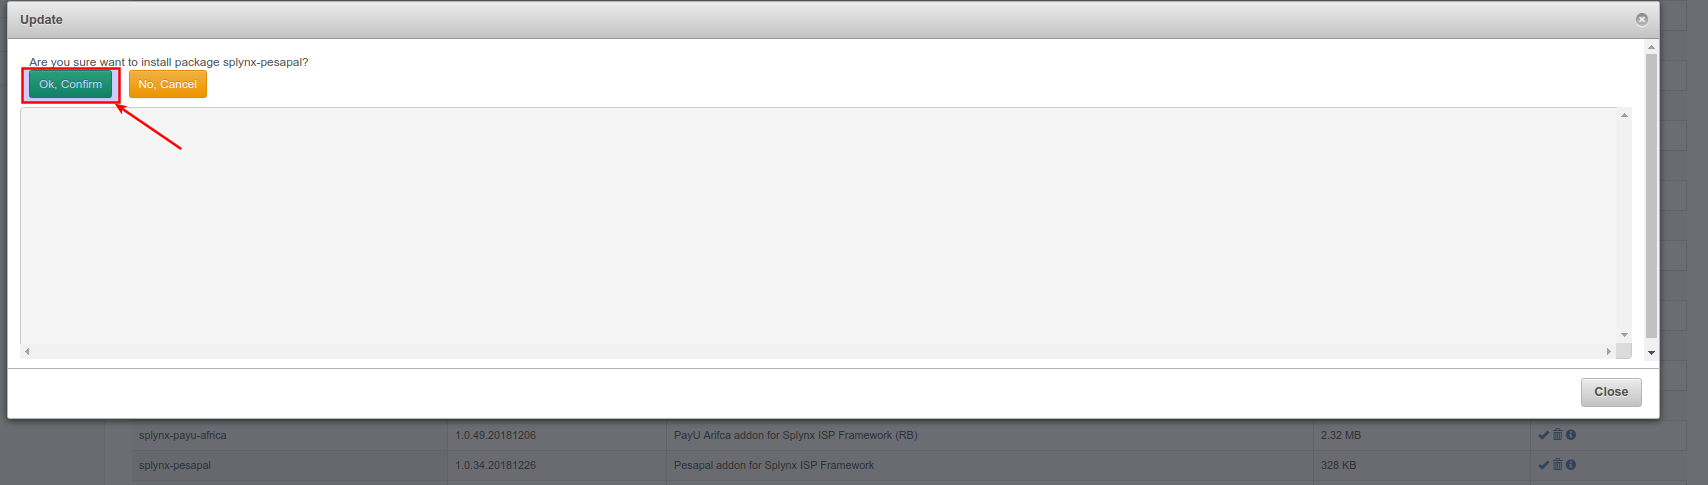 Update
Are you sure want to install package splynx-pesapal?
Ok, Confirm No, Cancel
Close
splynx-payu-africa 1.0.49.20181206 PayU Arifca addon for Splynx ISP Framework (RB) 2.32 MB
splynx-pesapal 1.0.34.20181226 Pesapal addon for Splynx ISP Framework 328 KB